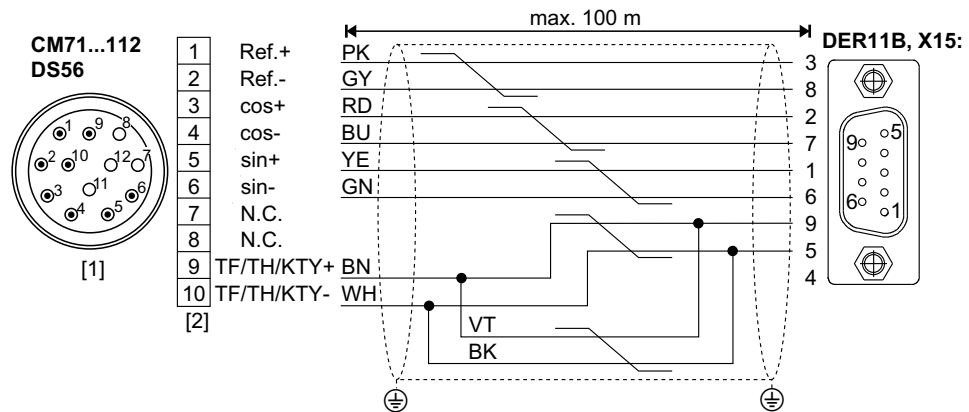 max. 100 m
CM71...112
DS56
DER11B, X15:
1 Ref.+ PK 3
2 Ref.- GY 8
3 cos+ RD 2
4 cos- BU 7
5 sin+ YE 1
6 sin- GN 6
7 N.C. 9
8 N.C. 5
9 TF/TH/KTY+ BN 4
10 TF/TH/KTY- WH
VT
BK
1 9 8
2 10 12 7
3 11 6
4 5
[1]
[2]
9 5
6 1